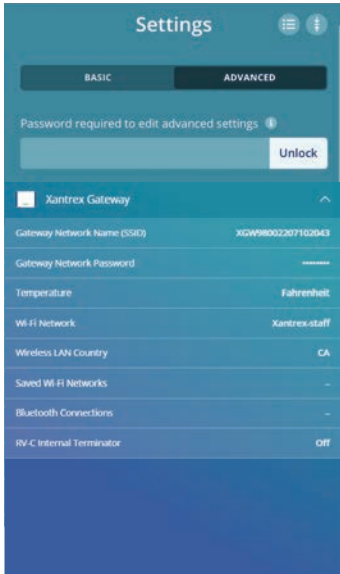 Settings
BASIC ADVANCED
Password required to edit advanced settings
Unlock
Xantrex Gateway
Gateway Network Name (SSID) XGW98002207102043
Gateway Network Password ········
Temperature Fahrenheit
Wi-Fi Network Xantrex-staff
Wireless LAN Country CA
Saved Wi-Fi Networks –
Bluetooth Connections –
RV-C Internal Terminator Off